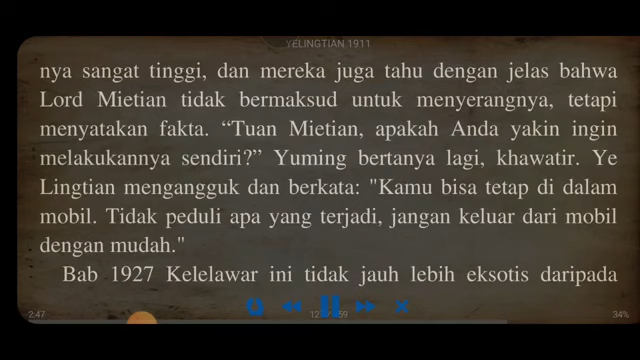 YELINGTIAN 1911
nya sangat tinggi, dan mereka juga tahu dengan jelas bahwa
Lord Mietian tidak bermaksud untuk menyerangnya, tetapi
menyatakan fakta. “Tuan Mietian, apakah Anda yakin ingin
melakukannya sendiri?” Yuming bertanya lagi, khawatir. Ye
Lingtian mengangguk dan berkata: "Kamu bisa tetap di dalam
mobil. Tidak peduli apa yang terjadi, jangan keluar dari mobil
dengan mudah."
Bab 1927 Kelelawar ini tidak jauh lebih eksotis daripada
2:47
34%